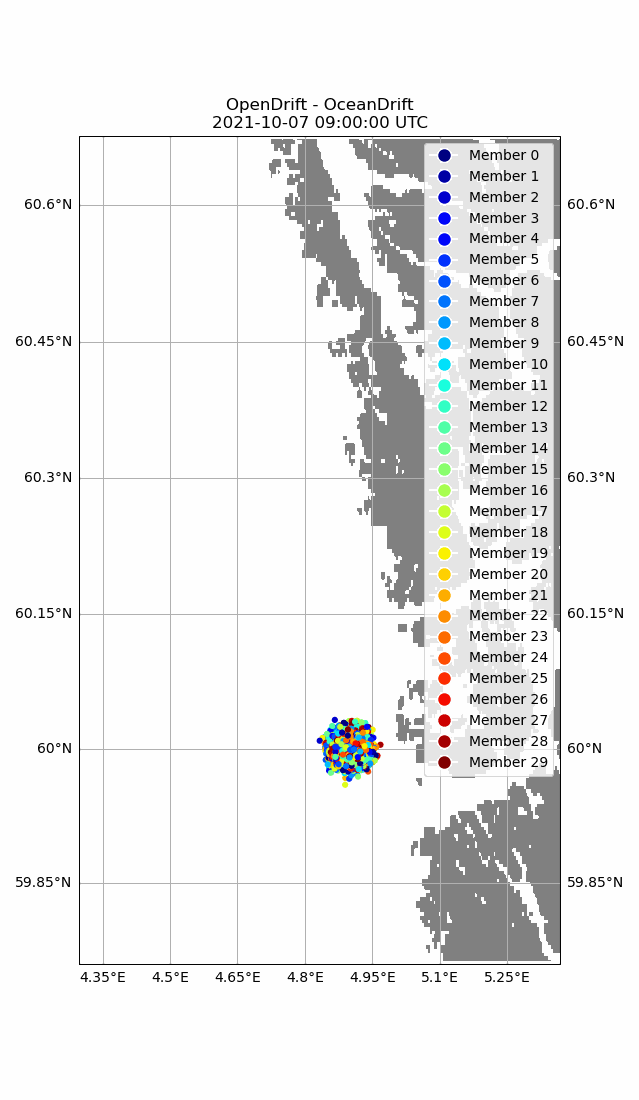 OpenDrift - OceanDrift
2021-10-07 09:00:00 UTC
Member 0
Member 1
Member 2
Member 3
Member 4
Member 5
Member 6
Member 7
Member 8
Member 9
Member 10
Member 11
Member 12
Member 13
Member 14
Member 15
Member 16
Member 17
Member 18
Member 19
Member 20
Member 21
Member 22
Member 23
Member 24
Member 25
Member 26
Member 27
Member 28
Member 29
60.6°N
60.45°N
60.3°N
60.15°N
60°N
59.85°N
60.6°N
60.45°N
60.3°N
60.15°N
60°N
59.85°N
4.35°E 4.5°E 4.65°E 4.8°E 4.95°E 5.1°E 5.25°E